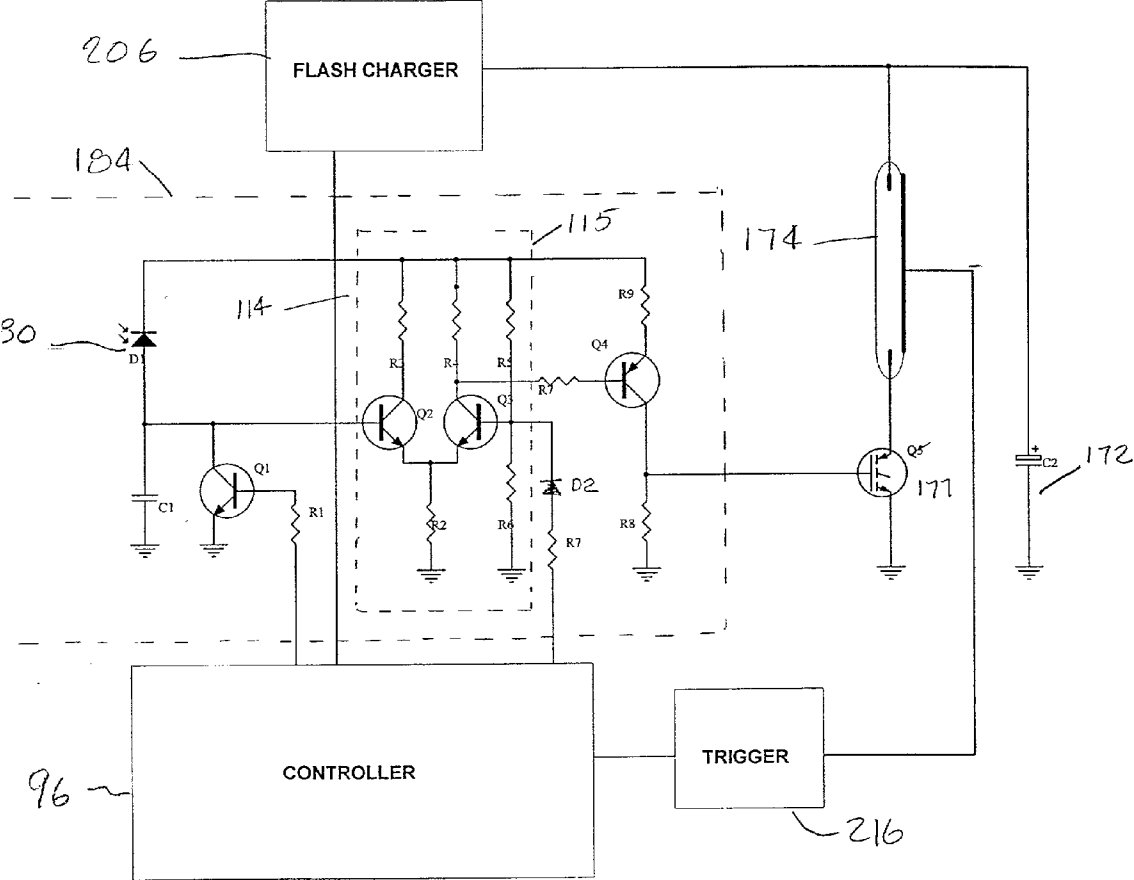 206
FLASH CHARGER
184
115
174
114
R9
80
D1
R3
R4
R5
Q4
R7
Q2
Q3
Q5
177
+
C2
172
Q1
C1
R1
R2
R6
D2
R7
R8
CONTROLLER
TRIGGER
96
216